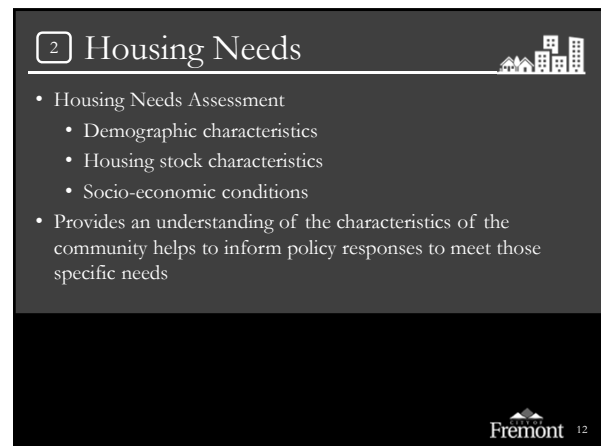 2 Housing Needs
• Housing Needs Assessment
• Demographic characteristics
• Housing stock characteristics
• Socio-economic conditions
• Provides an understanding of the characteristics of the
community helps to inform policy responses to meet those
specific needs
CITY OF
Fremont 12